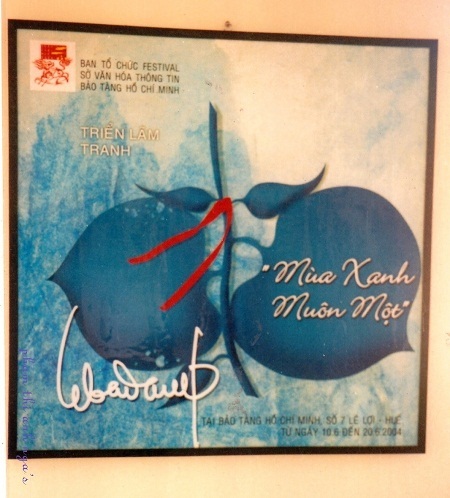 BAN TỔ CHỨC FESTIVAL
SỞ VĂN HÓA THÔNG TIN
BẢO TÀNG HỒ CHÍ MINH
TRIỂN LÃM
TRANH
"Mùa Xanh
Muôn Một"
TẠI BẢO TÀNG HỒ CHÍ MINH, SỐ 7 LÊ LỢI - HUẾ
TỪ NGÀY 10.6 ĐẾN 20.6.2004